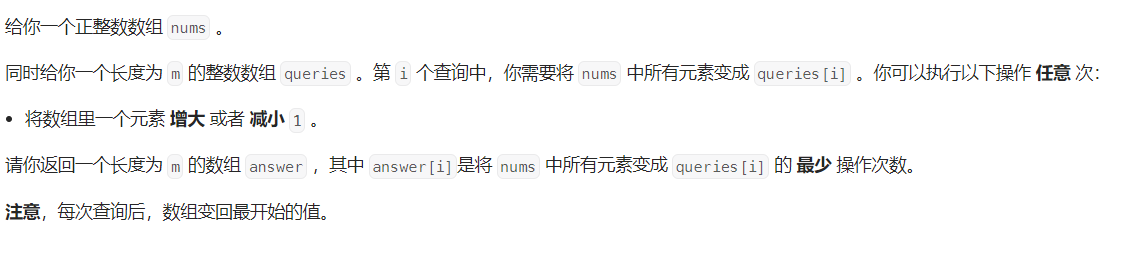 给你一个正整数数组 nums 。
同时给你一个长度为 m 的整数数组 queries 。第 i 个查询中，你需要将 nums 中所有元素变成 queries[i] 。你可以执行以下操作 任意 次：
• 将数组里一个元素 增大 或者 减小 1 。
请你返回一个长度为 m 的数组 answer ，其中 answer[i]是将 nums 中所有元素变成 queries[i] 的 最少 操作次数。
注意，每次查询后，数组变回最开始的值。